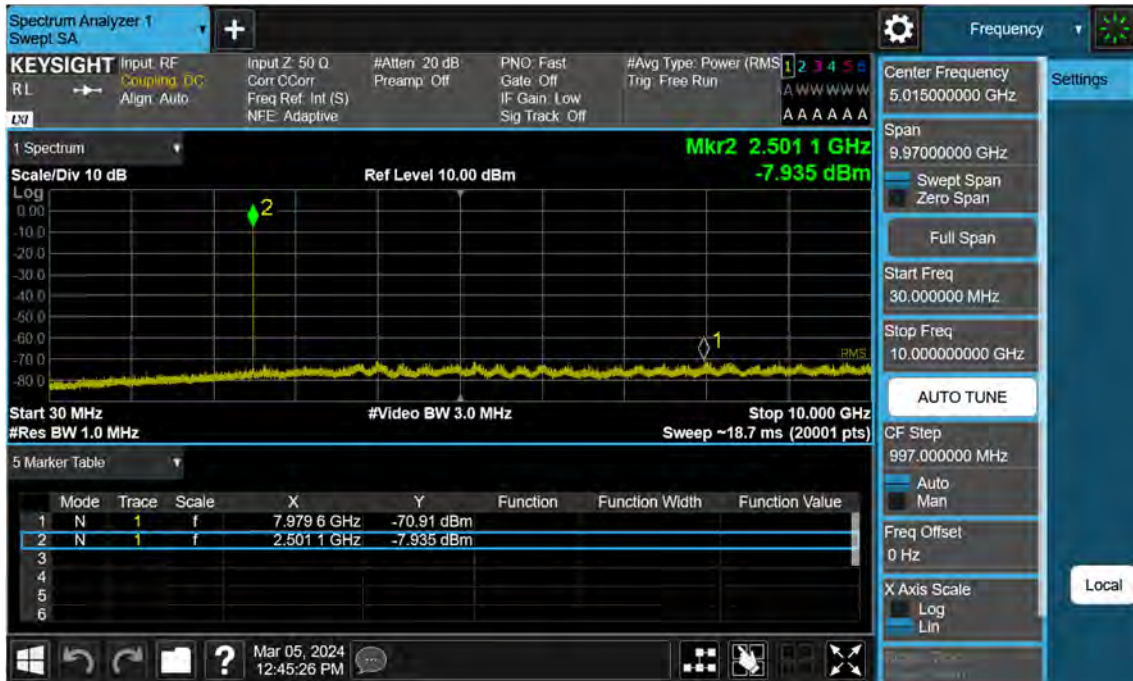 Spectrum Analyzer 1
Swept SA
Frequency
KEYSIGHT
RL
LXI
Input: RF
Coupling: DC
Align: Auto
Input Z: 50 Ω
Corr CCorr
Freq Ref: Int (S)
NFE: Adaptive
#Atten: 20 dB
Preamp: Off
PNO: Fast
Gate: Off
IF Gain: Low
Sig Track: Off
#Avg Type: Power (RMS
Trig: Free Run
1 2 3 4 5 6
A W W W W W
A A A A A A
1 Spectrum
Scale/Div 10 dB
Ref Level 10.00 dBm
Mkr2 2.501 1 GHz
-7.935 dBm
Log
0.00
-10.0
-20.0
-30.0
-40.0
-50.0
-60.0
-70.0
-80.0
2
1
RMS
Start 30 MHz
#Video BW 3.0 MHz
Stop 10.000 GHz
#Res BW 1.0 MHz
Sweep ~18.7 ms (20001 pts)
5 Marker Table
Mode Trace Scale X Y Function Function Width Function Value
1 N 1 f 7.979 6 GHz -70.91 dBm
2 N 1 f 2.501 1 GHz -7.935 dBm
3
4
5
6
Mar 05, 2024
12:45:26 PM
Center Frequency
5.015000000 GHz
Settings
Span
9.97000000 GHz
Swept Span
Zero Span
Full Span
Start Freq
30.000000 MHz
Stop Freq
10.000000000 GHz
AUTO TUNE
CF Step
997.000000 MHz
Auto
Man
Freq Offset
0 Hz
X Axis Scale
Log
Lin
Local